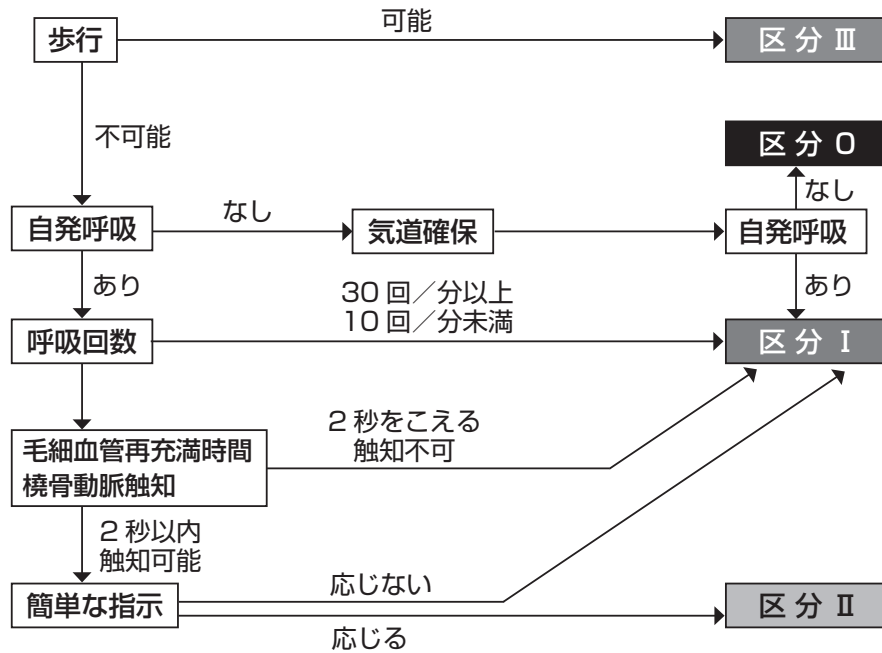 歩行
可能
区分 Ⅲ
不可能
区分 0
なし
自発呼吸
なし
気道確保
自発呼吸
あり
あり
30 回／分以上
10 回／分未満
呼吸回数
区分 Ⅰ
2 秒をこえる
触知不可
毛細血管再充満時間
橈骨動脈触知
2 秒以内
触知可能
応じない
簡単な指示
区分 Ⅱ
応じる